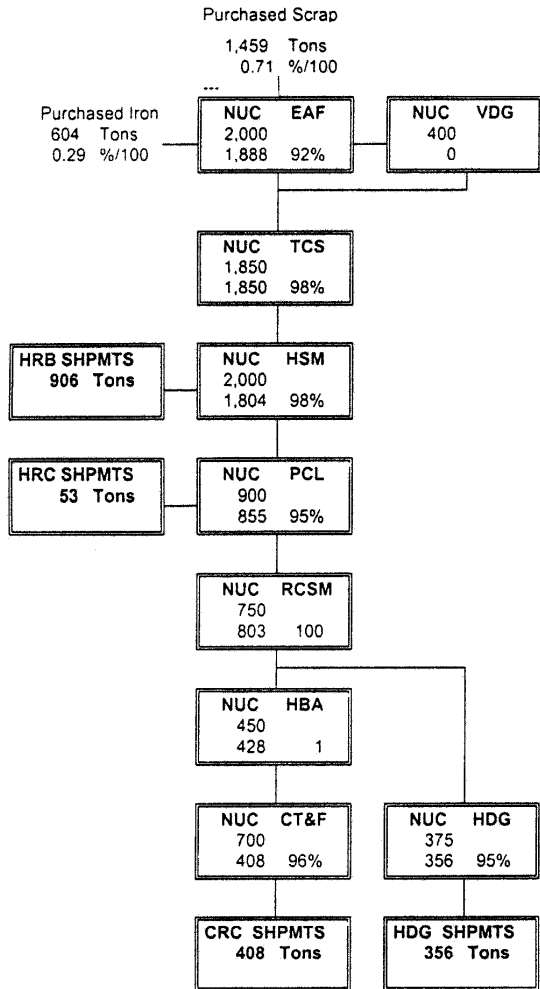 Purchased Scrap
1,459 Tons
0.71 %/100
---
Purchased Iron
604 Tons
0.29 %/100
NUC EAF
2,000
1,888 92%
NUC VDG
400
0
NUC TCS
1,850
1,850 98%
HRB SHPMTS
906 Tons
NUC HSM
2,000
1,804 98%
HRC SHPMTS
53 Tons
NUC PCL
900
855 95%
NUC RCSM
750
803 100
NUC HBA
450
428 1
NUC CT&F
700
408 96%
NUC HDG
375
356 95%
CRC SHPMTS
408 Tons
HDG SHPMTS
356 Tons